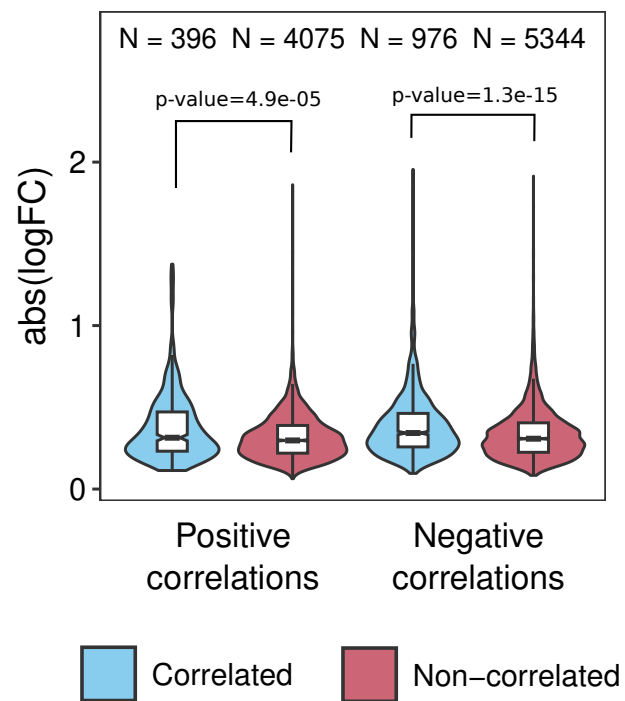 N = 396 N = 4075 N = 976 N = 5344
p-value=4.9e-05 p-value=1.3e-15
abs(logFC)
2
1
0
Positive correlations
Negative correlations
Correlated
Non−correlated